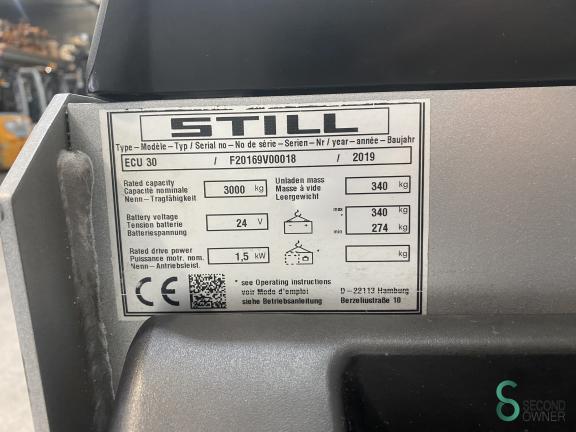 STILL
Type – Modèle – Typ / Serial no – No de série – Serien – Nr / year – année – Baujahr
ECU 30 / F20169V00018 / 2019
Rated capacity
Capacité nominale
Nenn – Tragfähigkeit
3000 kg
Unladen mass
Masse à vide
Leergewicht
340 kg
Battery voltage
Tension batterie
Batteriespannung
24 V
max 340 kg
*
min 274 kg
Rated drive power
Puissance motr. nom.
Nenn – Antriebsleist.
1,5 kW
kg
CE
* see Operating instructions
voir Mode d'emploi
siehe Betriebsanleitung
D – 22113 Hamburg
Berzeliusstraße 10
SECOND
OWNER